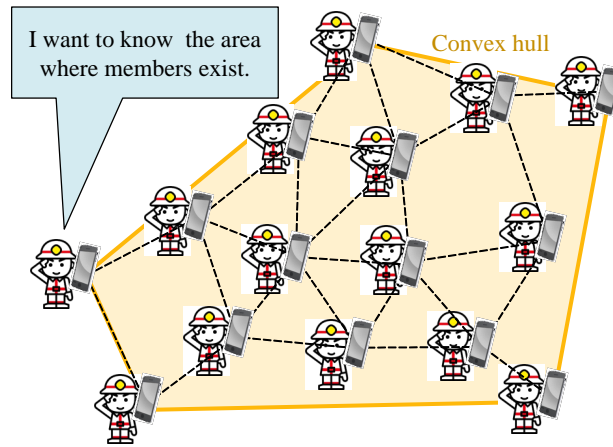 I want to know the area
where members exist.
Convex hull